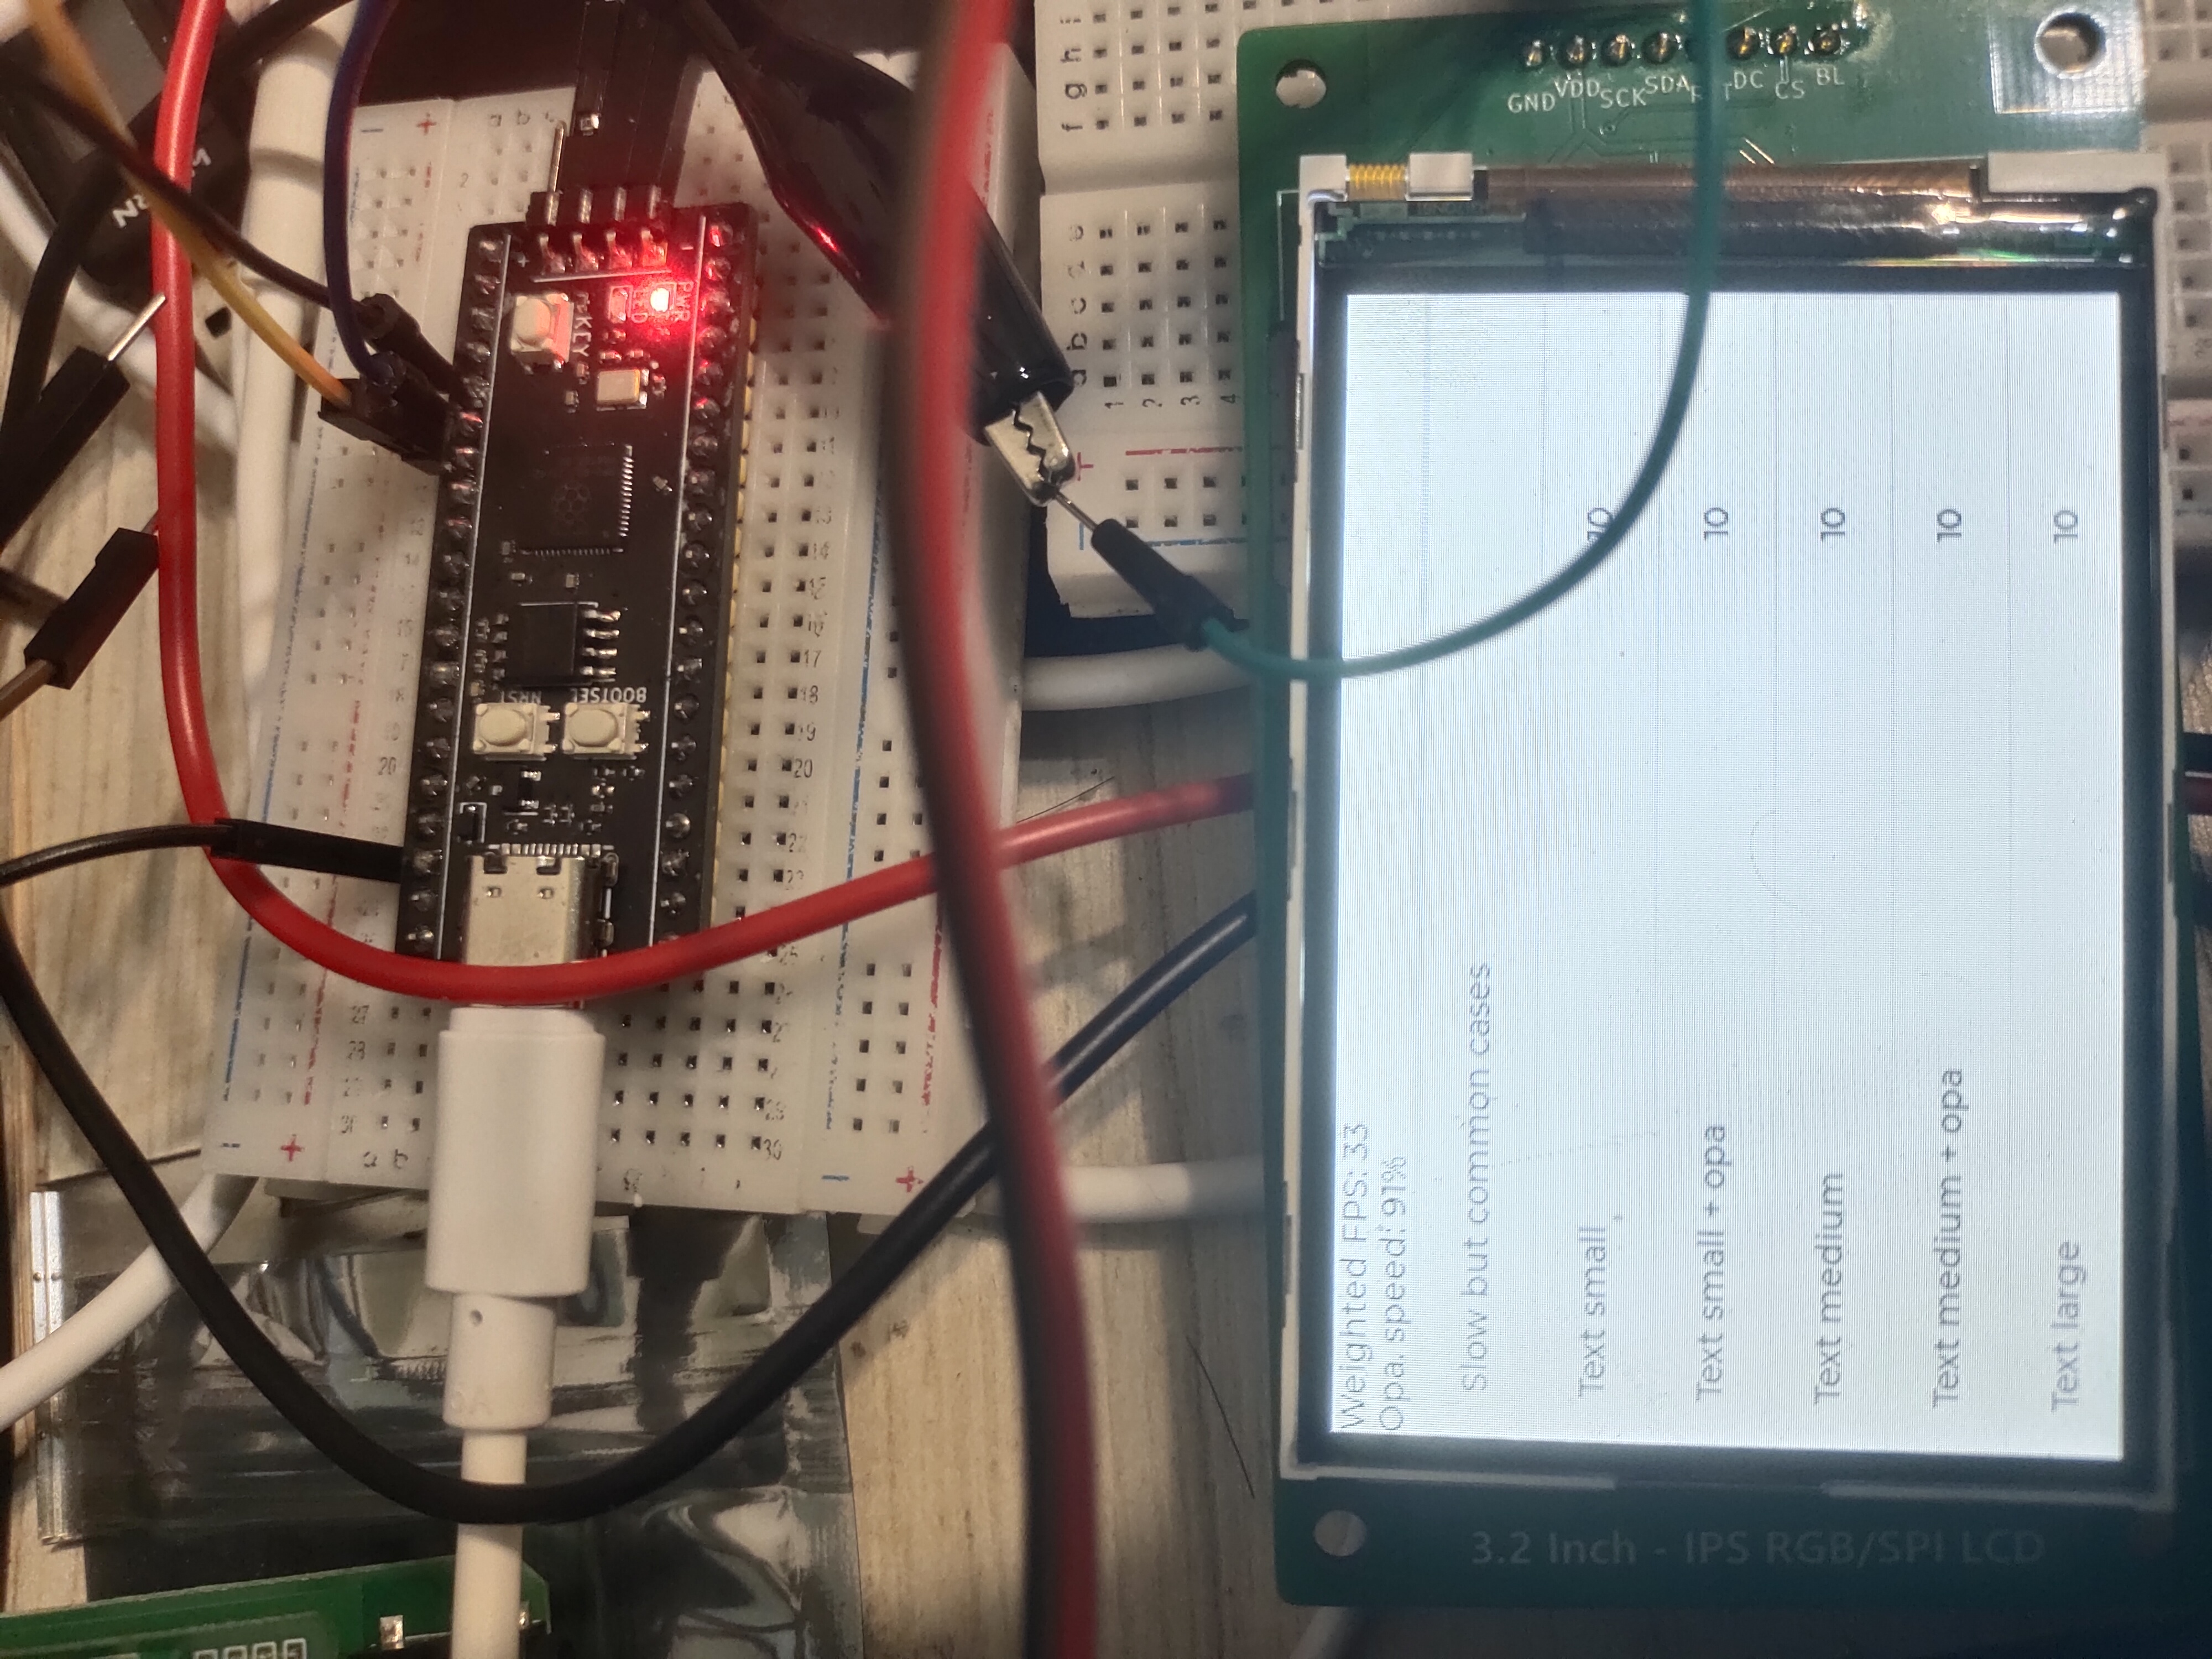 NRST
BOOTSEL
KEY
LED
PWR
20
19
18
17
a b c d e
f g h i
1
2
3
4
Weighted FPS: 33
Opa. speed: 91%
Slow but common cases
Text small 10
Text small + opa 10
Text medium 10
Text medium + opa 10
Text large 10
3.2 Inch - IPS RGB/SPI LCD
GND
VDD
SCK
SDA
DC
CS
BL